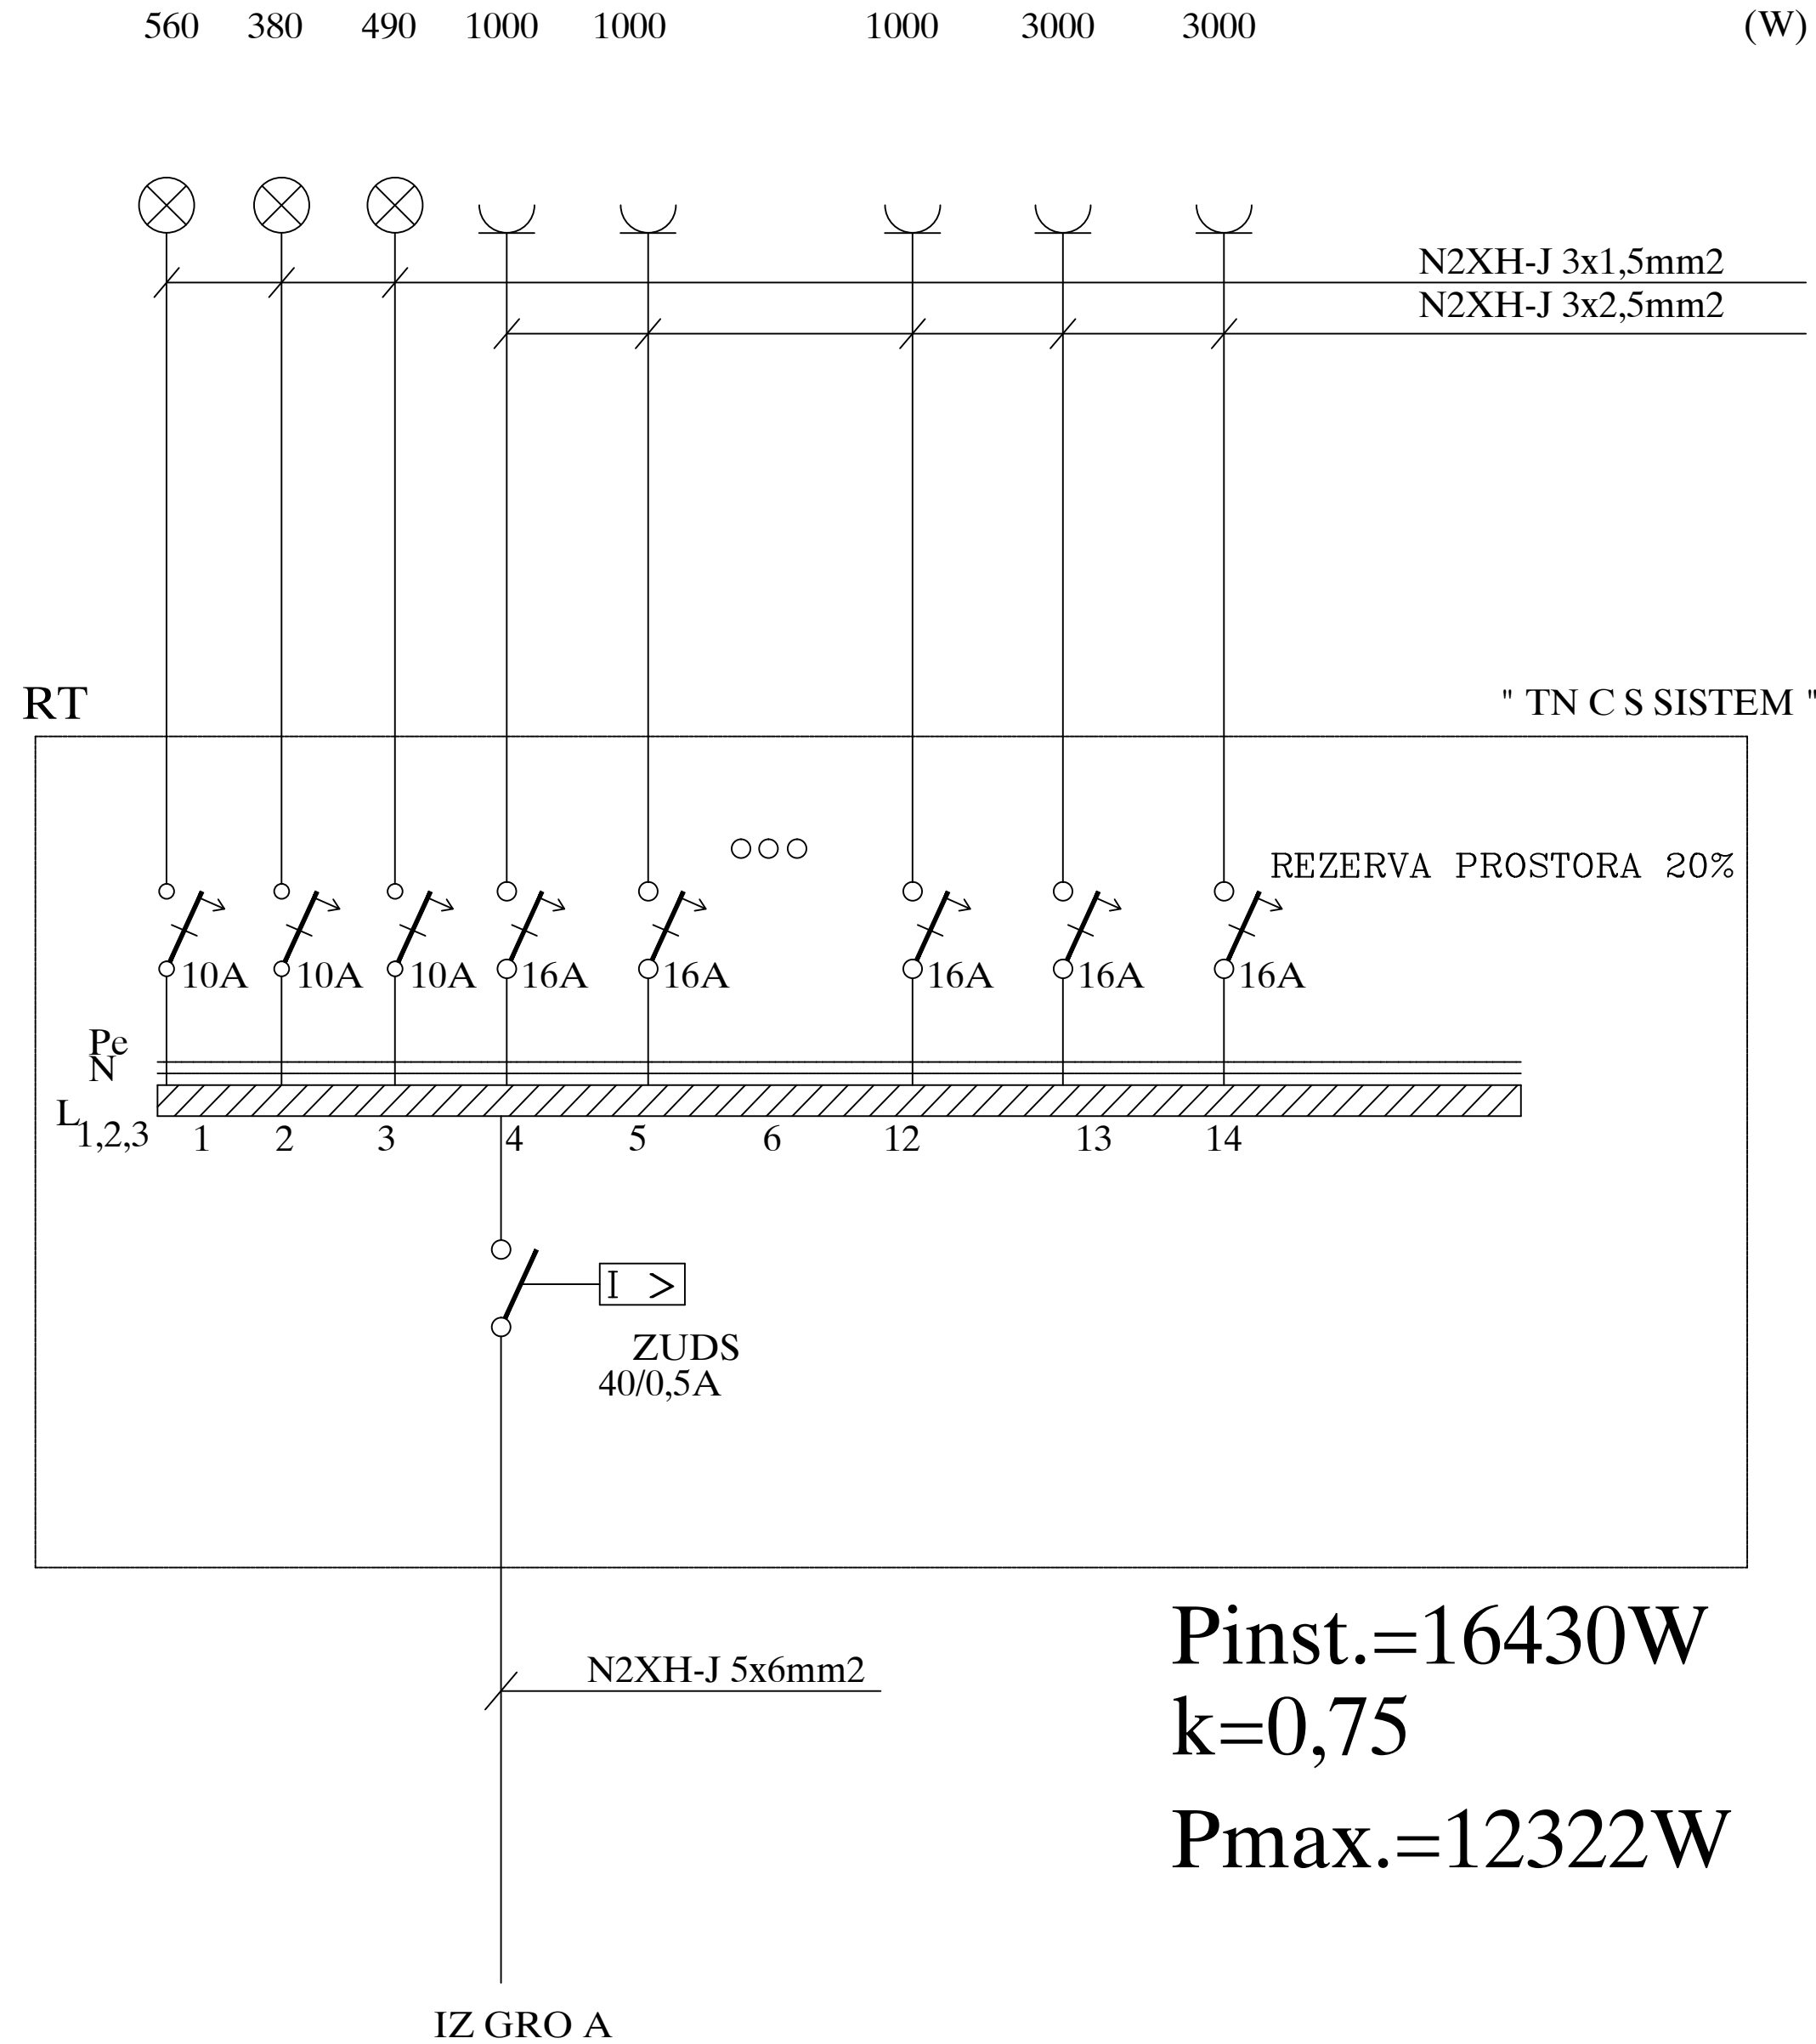 560 380 490 1000 1000 1000 3000 3000 (W)
N2XH-J 3x1,5mm2
N2XH-J 3x2,5mm2
RT " TN C S SISTEM "
REZERVA PROSTORA 20%
10A 10A 10A 16A 16A 16A 16A 16A
Pe
N
L1,2,3 1 2 3 4 5 6 12 13 14
I >
ZUDS
40/0,5A
Pinst.=16430W
N2XH-J 5x6mm2
k=0,75
Pmax.=12322W
IZ GRO A